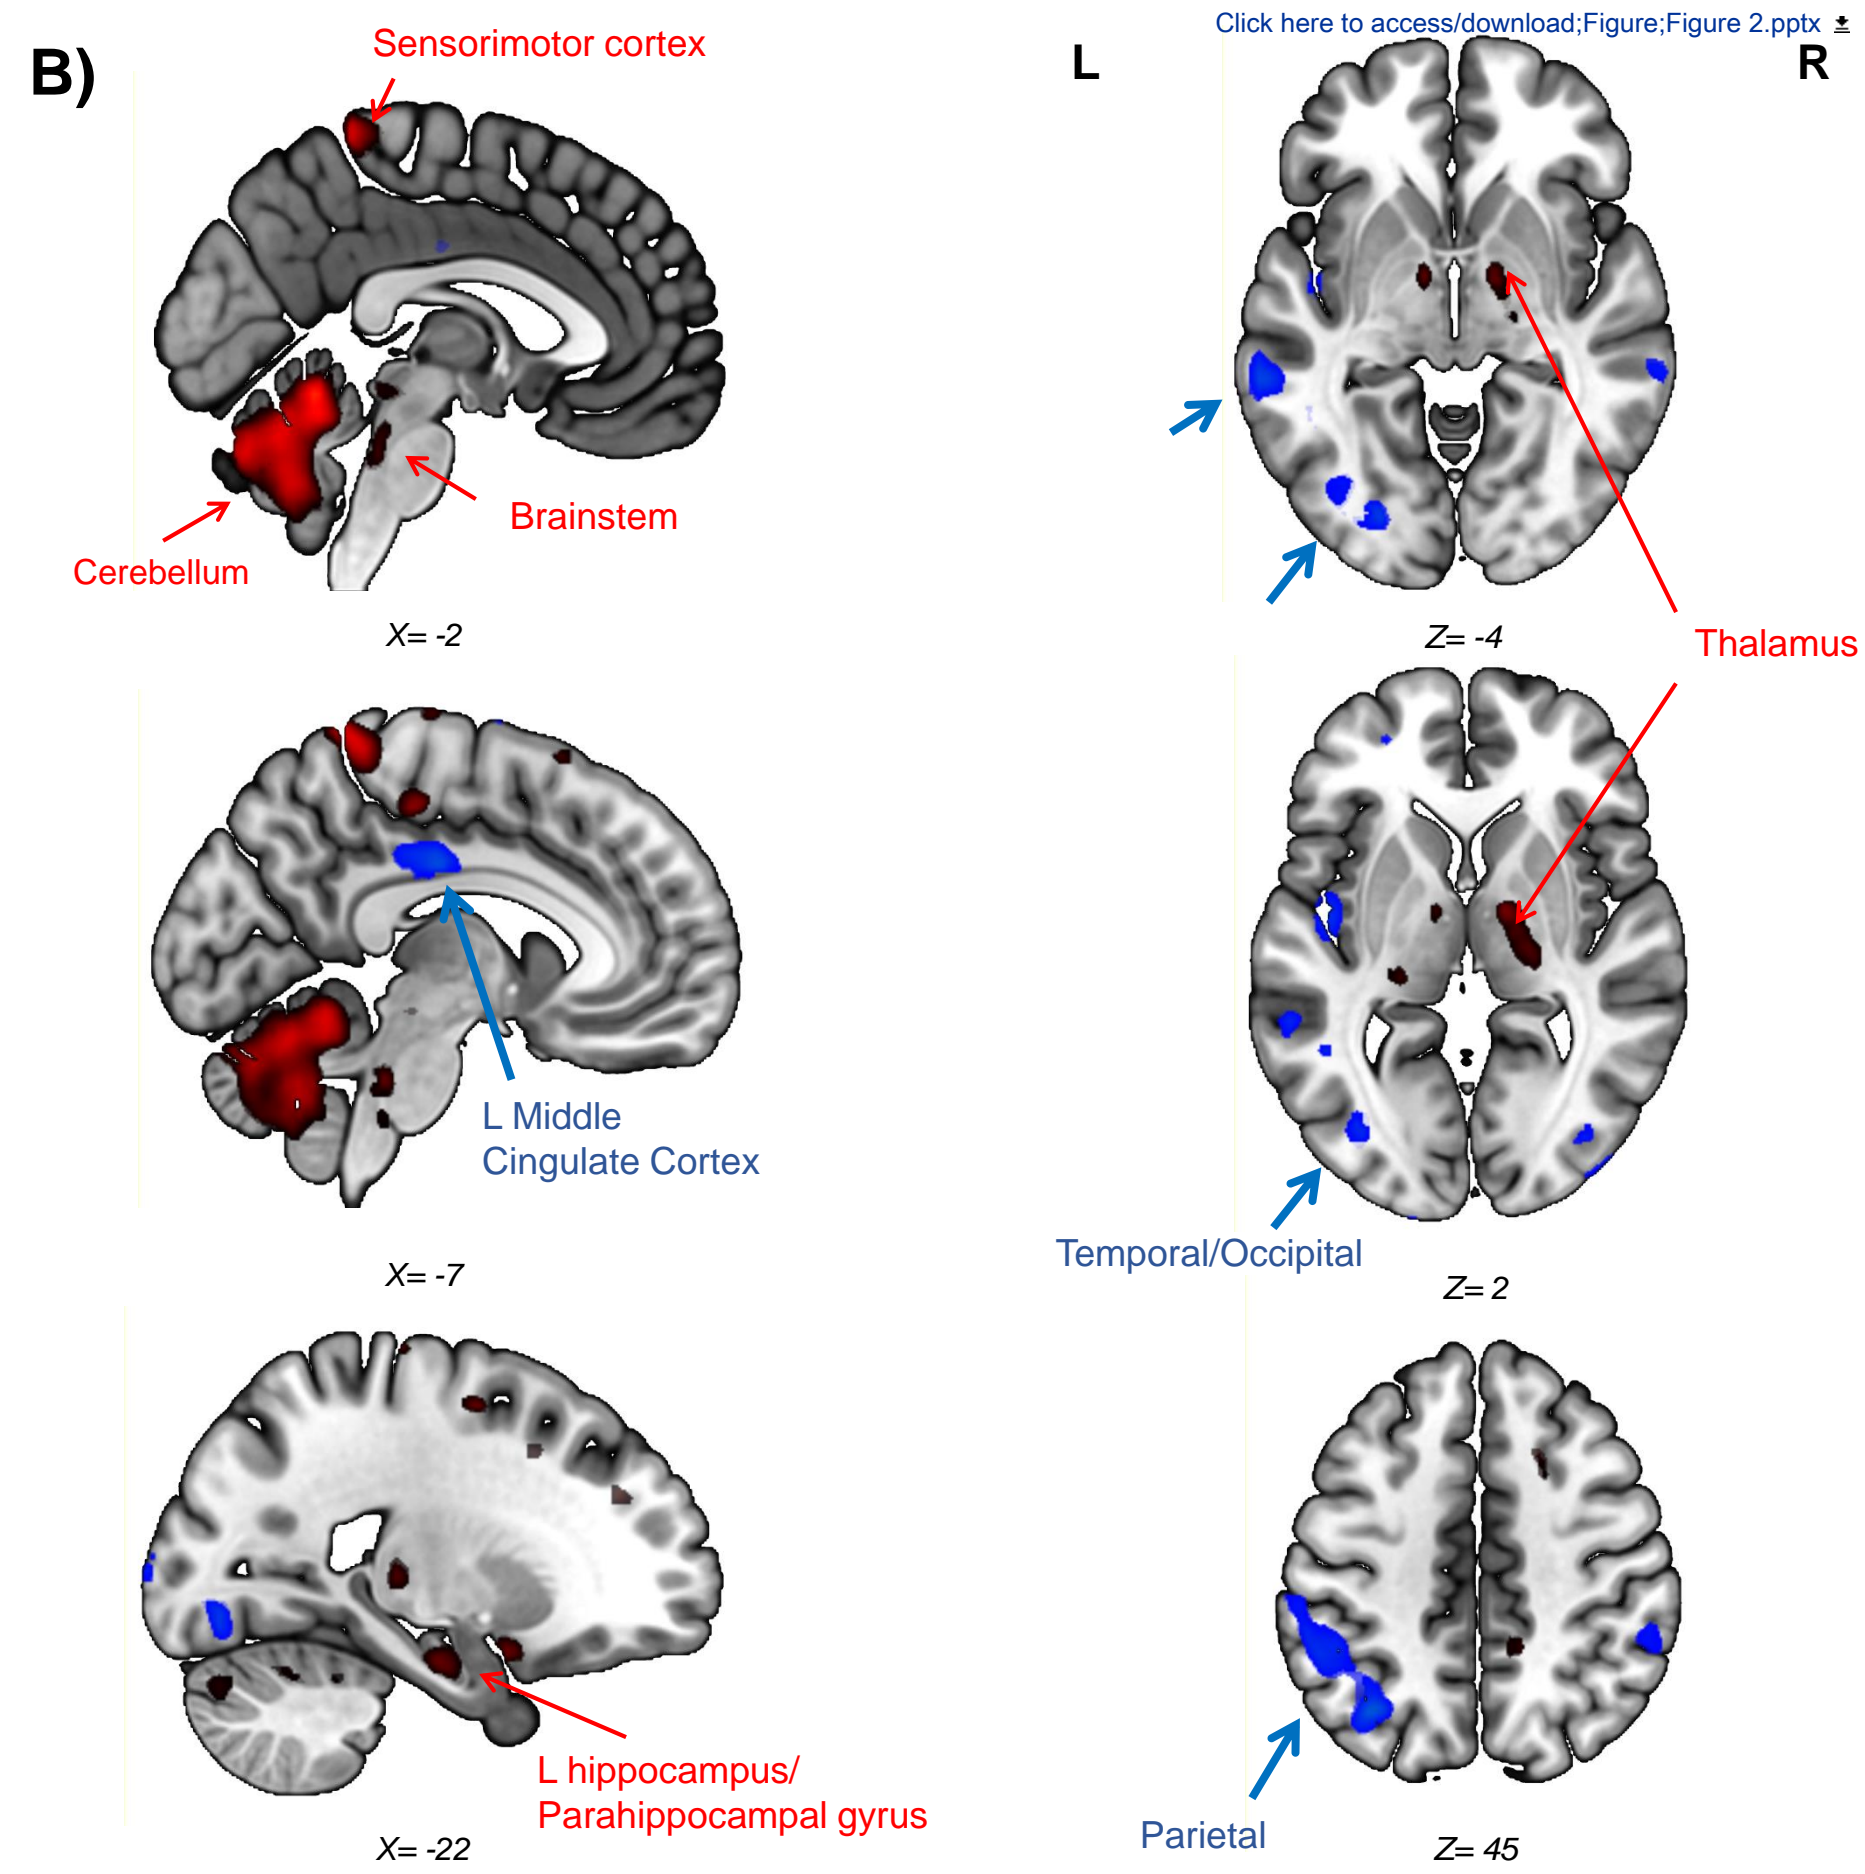 Click here to access/download;Figure;Figure 2.pptx
B)
Sensorimotor cortex
L
R
Brainstem
Cerebellum
X= -2
Z= -4
Thalamus
L Middle
Cingulate Cortex
Temporal/Occipital
X= -7
Z= 2
L hippocampus/
Parahippocampal gyrus
Parietal
X= -22
Z= 45